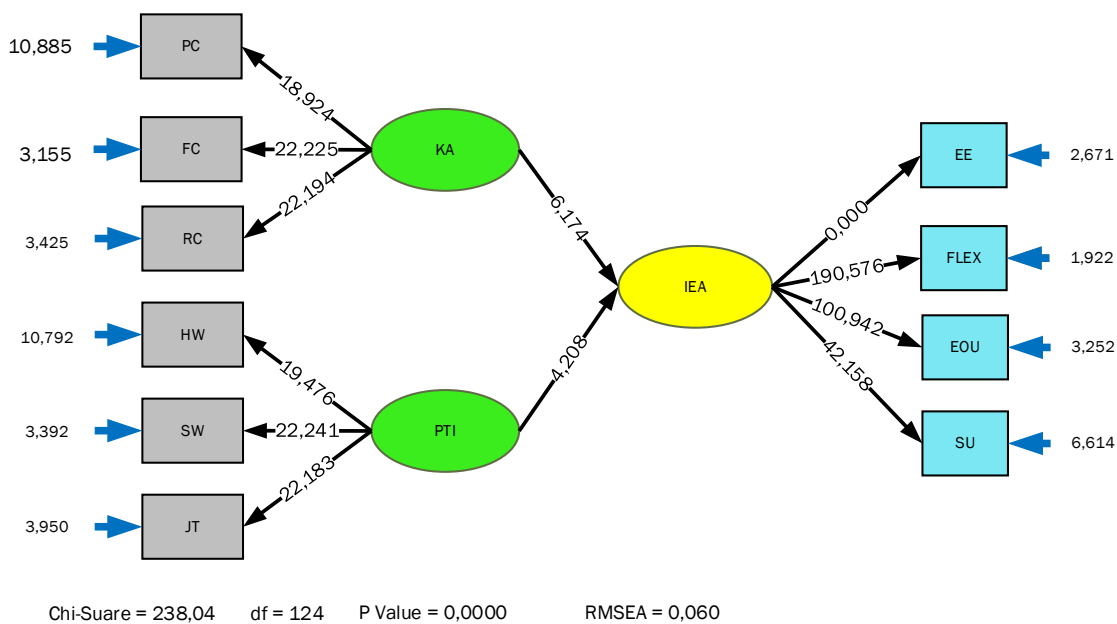 10,885
PC
18,924
3,155
FC
22,225
KA
3,425
RC
22,194
6,174
10,792
HW
19,476
3,392
SW
22,241
PTI
4,208
3,950
JT
22,183
IEA
0,000
EE
2,671
190,576
FLEX
1,922
100,942
EOU
3,252
42,158
SU
6,614
Chi-Suare = 238,04 df = 124 P Value = 0,0000 RMSEA = 0,060